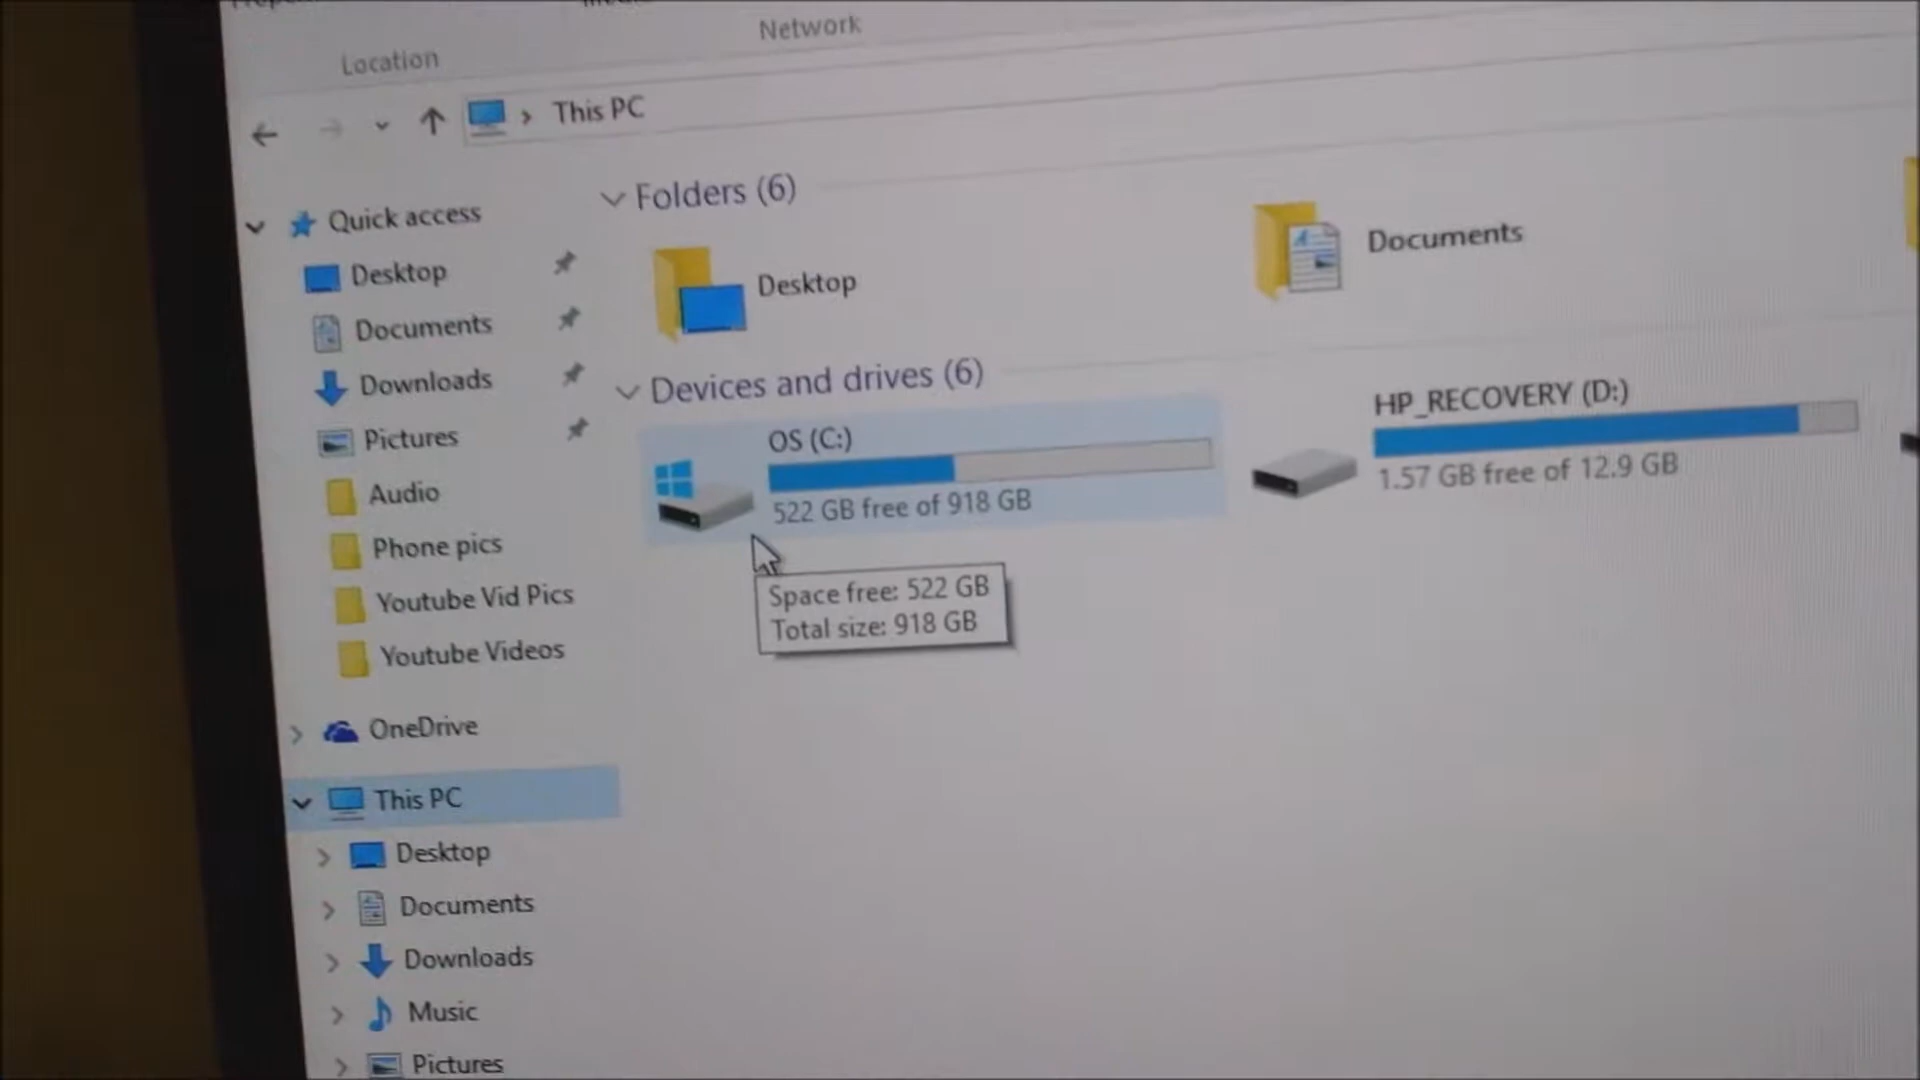 Network
Location
This PC
Quick access
Desktop
Documents
Downloads
Pictures
Audio
Phone pics
Youtube Vid Pics
Youtube Videos
OneDrive
This PC
Desktop
Documents
Downloads
Music
Pictures
Folders (6)
Desktop
Documents
Devices and drives (6)
OS (C:)
522 GB free of 918 GB
HP_RECOVERY (D:)
1.57 GB free of 12.9 GB
Space free: 522 GB
Total size: 918 GB